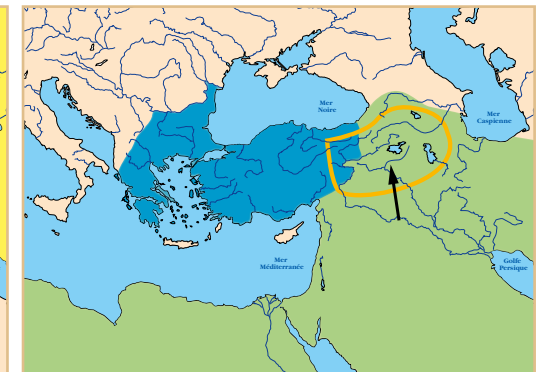 Mer
Noire
Mer
Caspienne
Mer
Méditerranée
Golfe
Persique